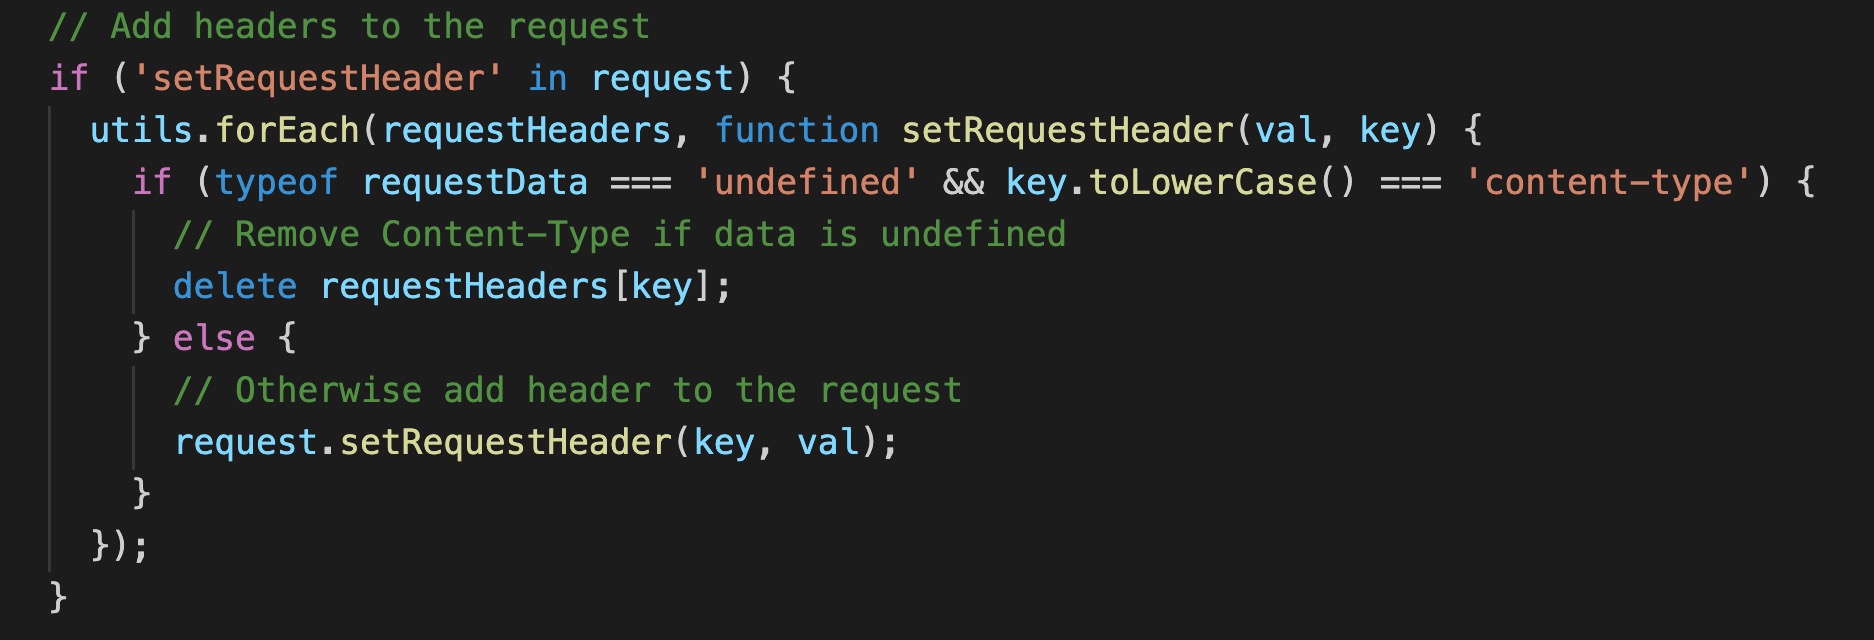 // Add headers to the request
if ('setRequestHeader' in request) {
  utils.forEach(requestHeaders, function setRequestHeader(val, key) {
    if (typeof requestData === 'undefined' && key.toLowerCase() === 'content-type') {
      // Remove Content-Type if data is undefined
      delete requestHeaders[key];
    } else {
      // Otherwise add header to the request
      request.setRequestHeader(key, val);
    }
  });
}